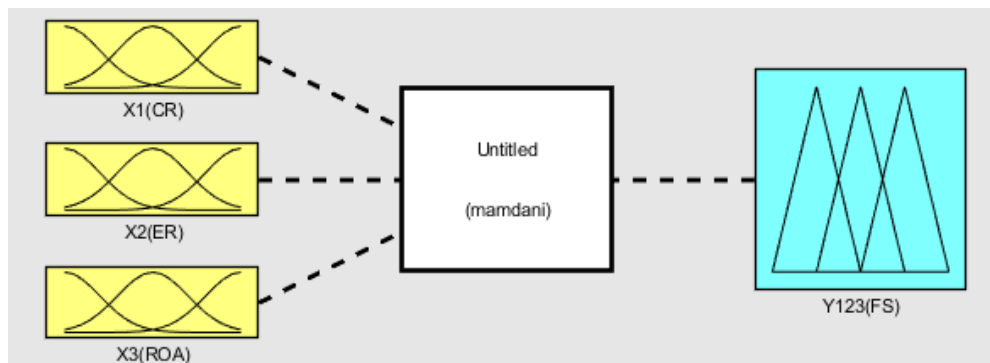 X1(CR)
X2(ER)
X3(ROA)
Untitled
(mamdani)
Y123(FS)